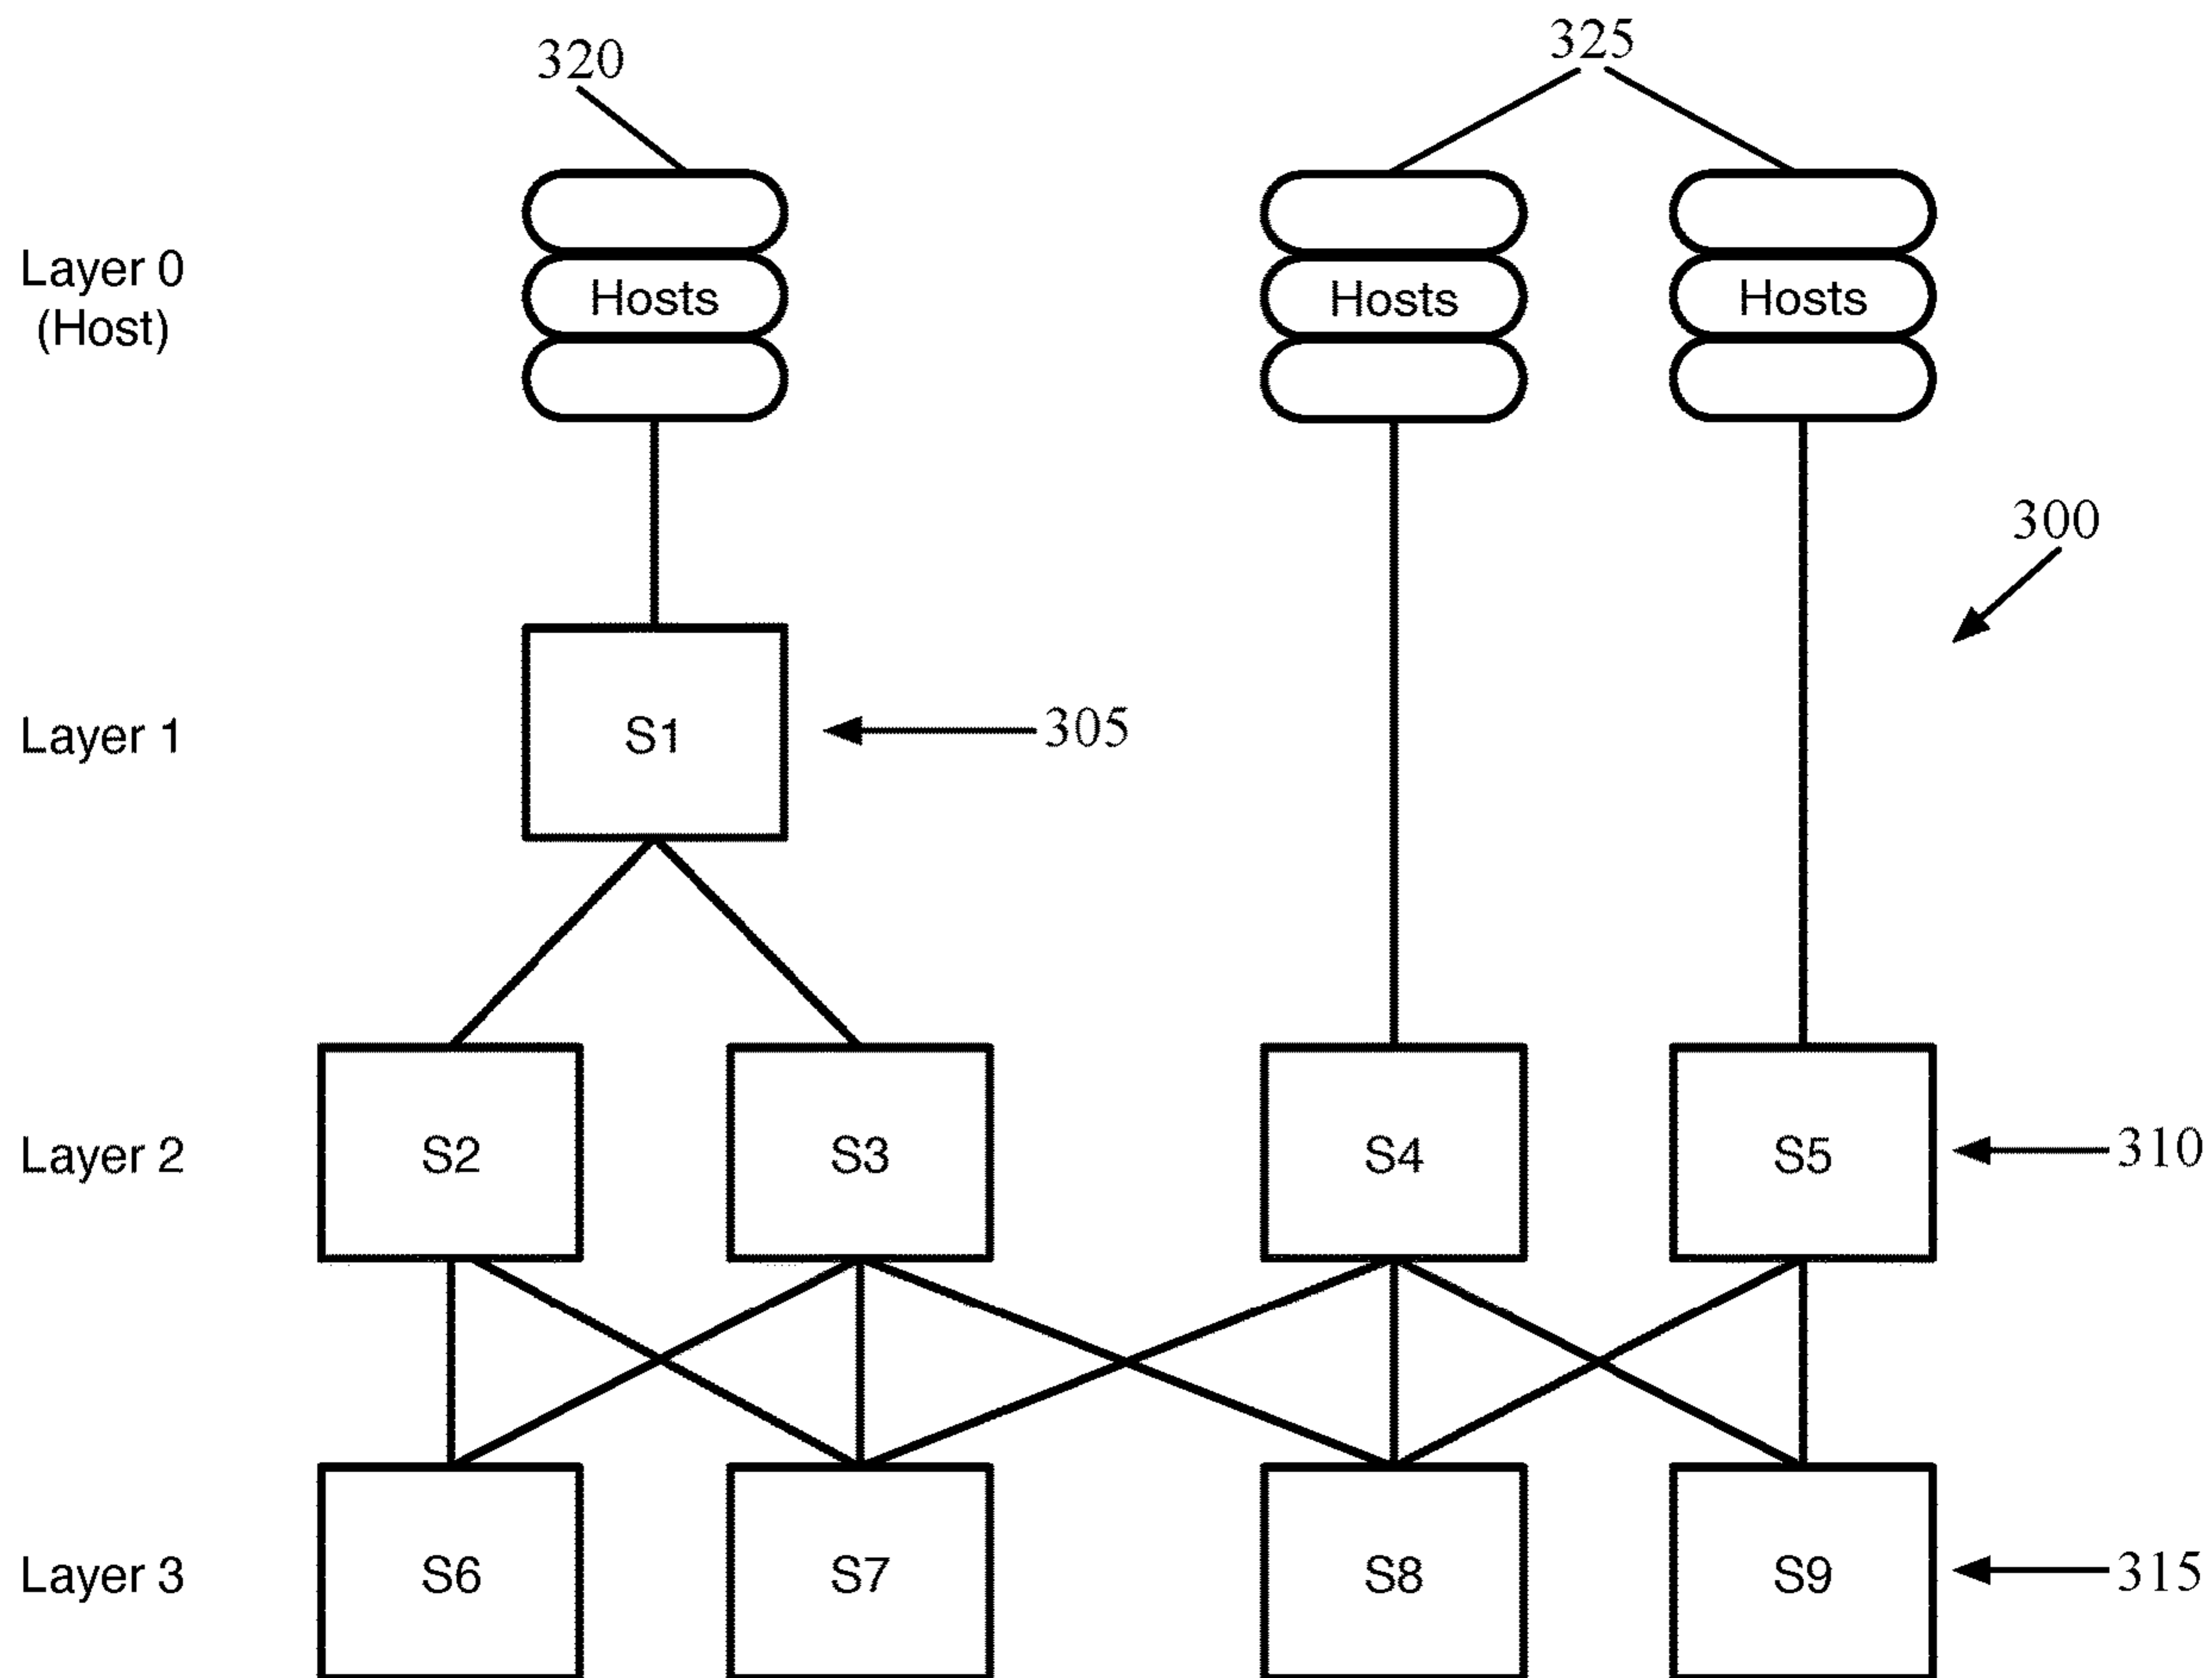 320
325
Layer 0
(Host)
Hosts
Hosts
Hosts
300
Layer 1
S1
305
Layer 2
S2
S3
S4
S5
310
Layer 3
S6
S7
S8
S9
315